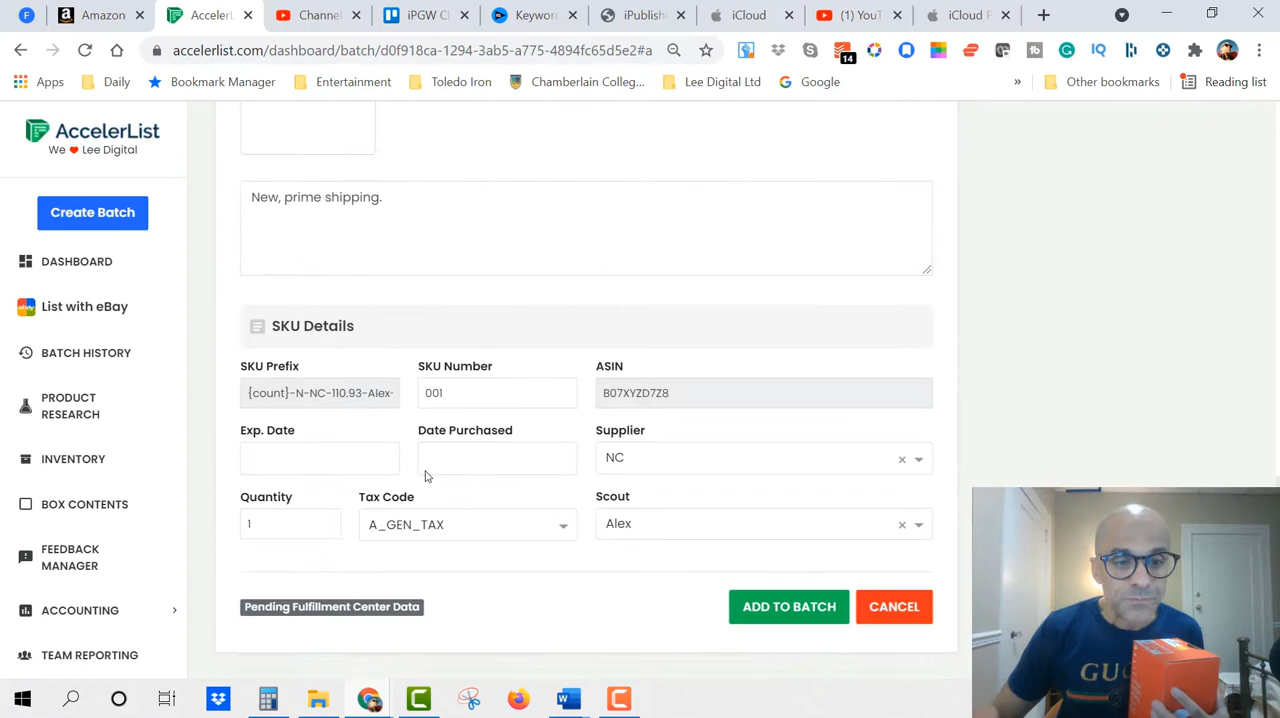 Amazon
AccelerL
Channel
iPGW C
Keyword
iPublishe
iCloud
(1) YouT
iCloud P
accelerlist.com/dashboard/batch/d0f918ca-1294-3ab5-a775-4894fc65d5e2#a
14
Apps
Daily
Bookmark Manager
Entertainment
Toledo Iron
Chamberlain Colleg...
Lee Digital Ltd
Google
»
Other bookmarks
Reading list
AccelerList
We ❤ Lee Digital
Create Batch
DASHBOARD
List with eBay
BATCH HISTORY
PRODUCT
RESEARCH
INVENTORY
BOX CONTENTS
FEEDBACK
MANAGER
ACCOUNTING
TEAM REPORTING
New, prime shipping.
SKU Details
SKU Prefix
SKU Number
ASIN
{count}-N-NC-110.93-Alex-
001
B07XYZD7Z8
Exp. Date
Date Purchased
Supplier
NC
Quantity
Tax Code
Scout
1
A_GEN_TAX
Alex
Pending Fulfillment Center Data
ADD TO BATCH
CANCEL
GUC